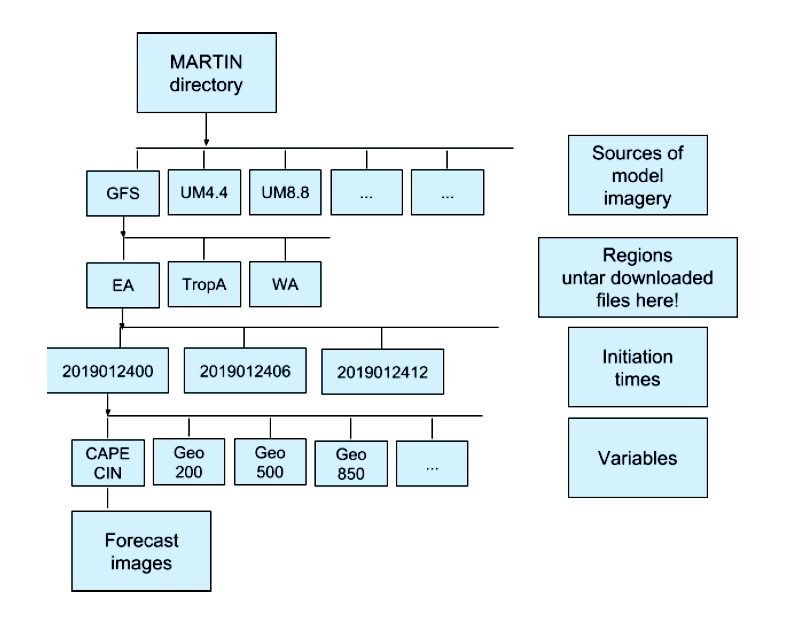 MARTIN
directory
Sources of
model
imagery
GFS
UM4.4
UM8.8
...
...
Regions
untar downloaded
files here!
EA
TropA
WA
Initiation
times
2019012400
2019012406
2019012412
Variables
CAPE
CIN
Geo
200
Geo
500
Geo
850
...
Forecast
images